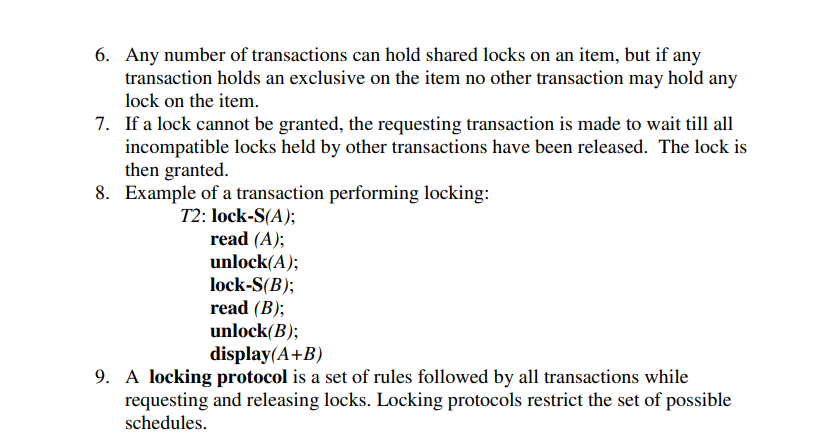 6. Any number of transactions can hold shared locks on an item, but if any
transaction holds an exclusive on the item no other transaction may hold any
lock on the item.
7. If a lock cannot be granted, the requesting transaction is made to wait till all
incompatible locks held by other transactions have been released. The lock is
then granted.
8. Example of a transaction performing locking:
T2: lock-S(A);
read (A);
unlock(A);
lock-S(B);
read (B);
unlock(B);
display(A+B)
9. A locking protocol is a set of rules followed by all transactions while
requesting and releasing locks. Locking protocols restrict the set of possible
schedules.